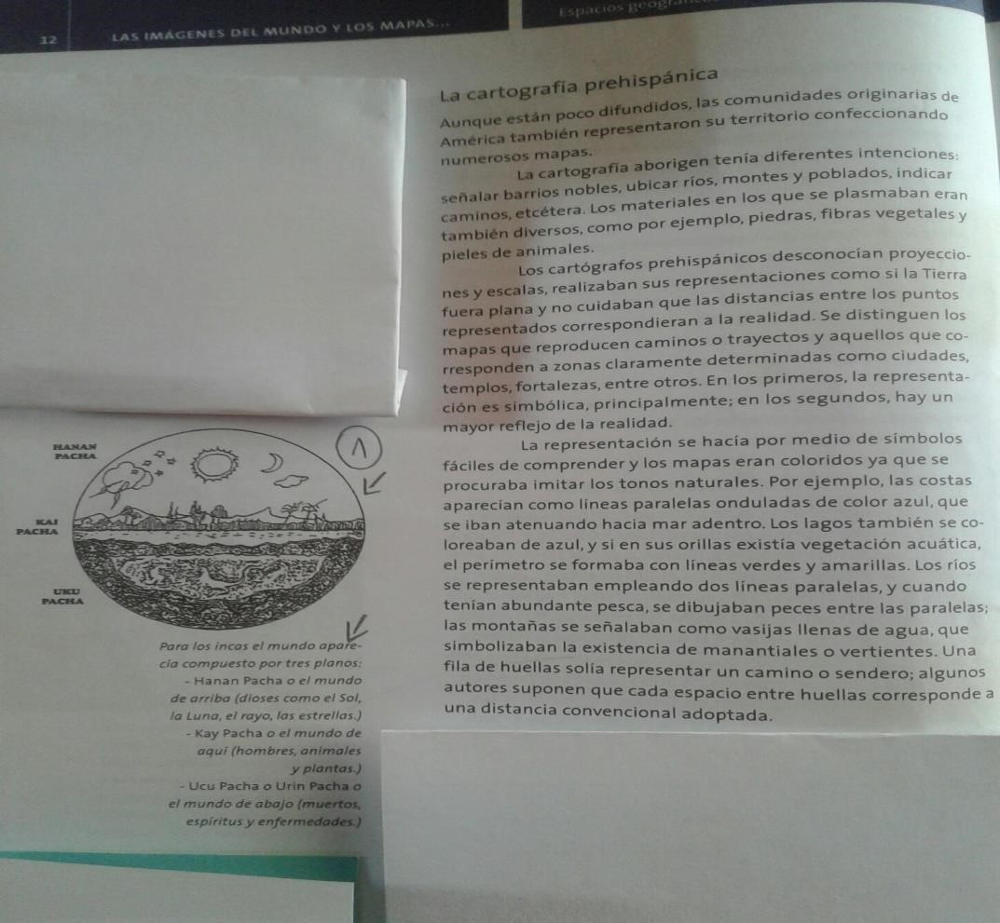 12
LAS IMÁGENES DEL MUNDO Y LOS MAPAS...
Espacios
La cartografía prehispánica
Aunque están poco difundidos, las comunidades originarias de
América también representaron su territorio confeccionando
numerosos mapas.
La cartografía aborigen tenía diferentes intenciones:
señalar barrios nobles, ubicar ríos, montes y poblados, indicar
caminos, etcétera. Los materiales en los que se plasmaban eran
también diversos, como por ejemplo, piedras, fibras vegetales y
pieles de animales.
Los cartógrafos prehispánicos desconocían proyeccio-
nes y escalas, realizaban sus representaciones como si la Tierra
fuera plana y no cuidaban que las distancias entre los puntos
representados correspondieran a la realidad. Se distinguen los
mapas que reproducen caminos o trayectos y aquellos que co-
rresponden a zonas claramente determinadas como ciudades,
templos, fortalezas, entre otros. En los primeros, la representa-
ción es simbólica, principalmente; en los segundos, hay un
mayor reflejo de la realidad.
La representación se hacía por medio de símbolos
fáciles de comprender y los mapas eran coloridos ya que se
procuraba imitar los tonos naturales. Por ejemplo, las costas
aparecían como líneas paralelas onduladas de color azul, que
se iban atenuando hacia mar adentro. Los lagos también se co-
loreaban de azul, y si en sus orillas existía vegetación acuática,
el perímetro se formaba con líneas verdes y amarillas. Los ríos
se representaban empleando dos líneas paralelas, y cuando
tenían abundante pesca, se dibujaban peces entre las paralelas;
las montañas se señalaban como vasijas llenas de agua, que
simbolizaban la existencia de manantiales o vertientes. Una
fila de huellas solía representar un camino o sendero; algunos
autores suponen que cada espacio entre huellas corresponde a
una distancia convencional adoptada.
HANAN
PACHA
1
KAI
PACHA
UKU
PACHA
Para los incas el mundo apare-
cía compuesto por tres planos:
- Hanan Pacha o el mundo
de arriba (dioses como el Sol,
la Luna, el rayo, las estrellas.)
- Kay Pacha o el mundo de
aquí (hombres, animales
y plantas.)
- Ucu Pacha o Urin Pacha o
el mundo de abajo (muertos,
espíritus y enfermedades.)